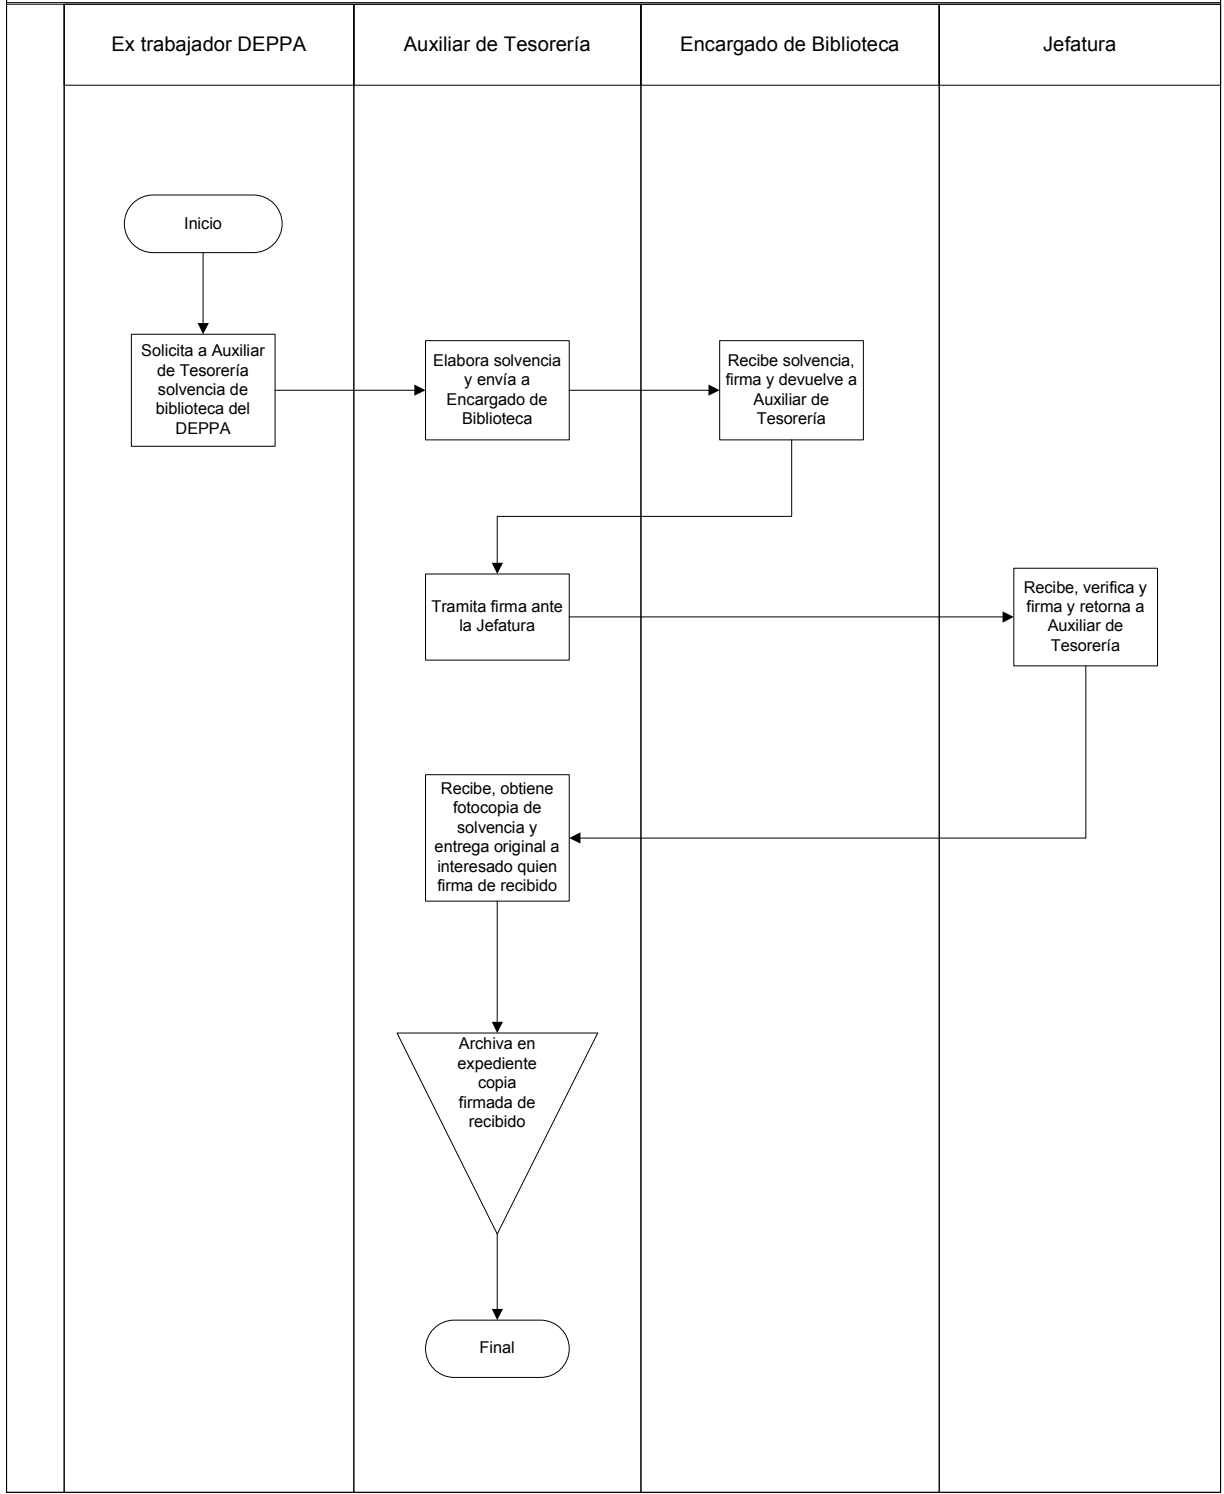 Ex trabajador DEPPA
Auxiliar de Tesorería
Encargado de Biblioteca
Jefatura
Inicio
Solicita a Auxiliar
de Tesorería
solvencia de
biblioteca del
DEPPA
Elabora solvencia
y envía a
Encargado de
Biblioteca
Recibe solvencia,
firma y devuelve a
Auxiliar de
Tesorería
Tramita firma ante
la Jefatura
Recibe, verifica y
firma y retorna a
Auxiliar de
Tesorería
Recibe, obtiene
fotocopia de
solvencia y
entrega original a
interesado quien
firma de recibido
Archiva en
expediente
copia
firmada de
recibido
Final